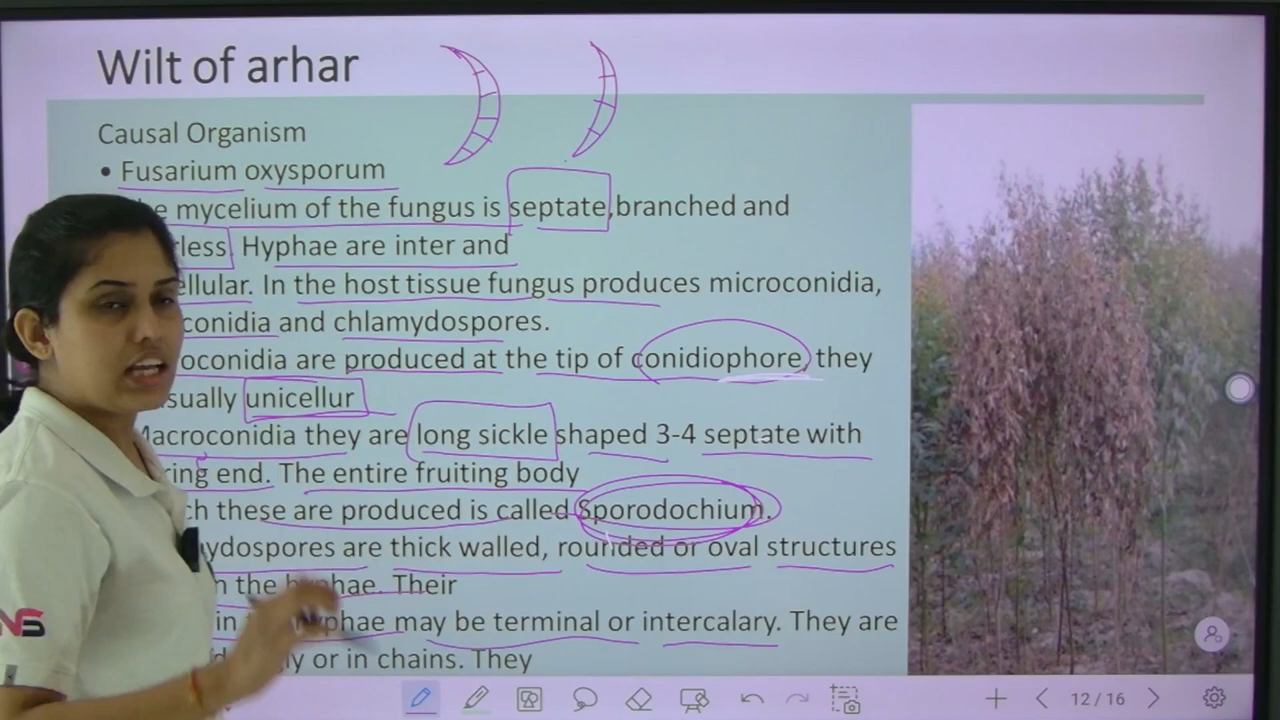 Wilt of arhar
Causal Organism
• Fusarium oxysporum
mycelium of the fungus is septate, branched and
Hyphae are inter and
In the host tissue fungus produces microconidia,
and chlamydospores.
are produced at the tip of conidiophore, they
unicellur
Macroconidia they are long sickle shaped 3-4 septate with
end. The entire fruiting body
these are produced is called Sporodochium.
are thick walled, rounded or oval structures
the hyphae. Their
in hyphae may be terminal or intercalary. They are
or in chains. They
NS
12 / 16